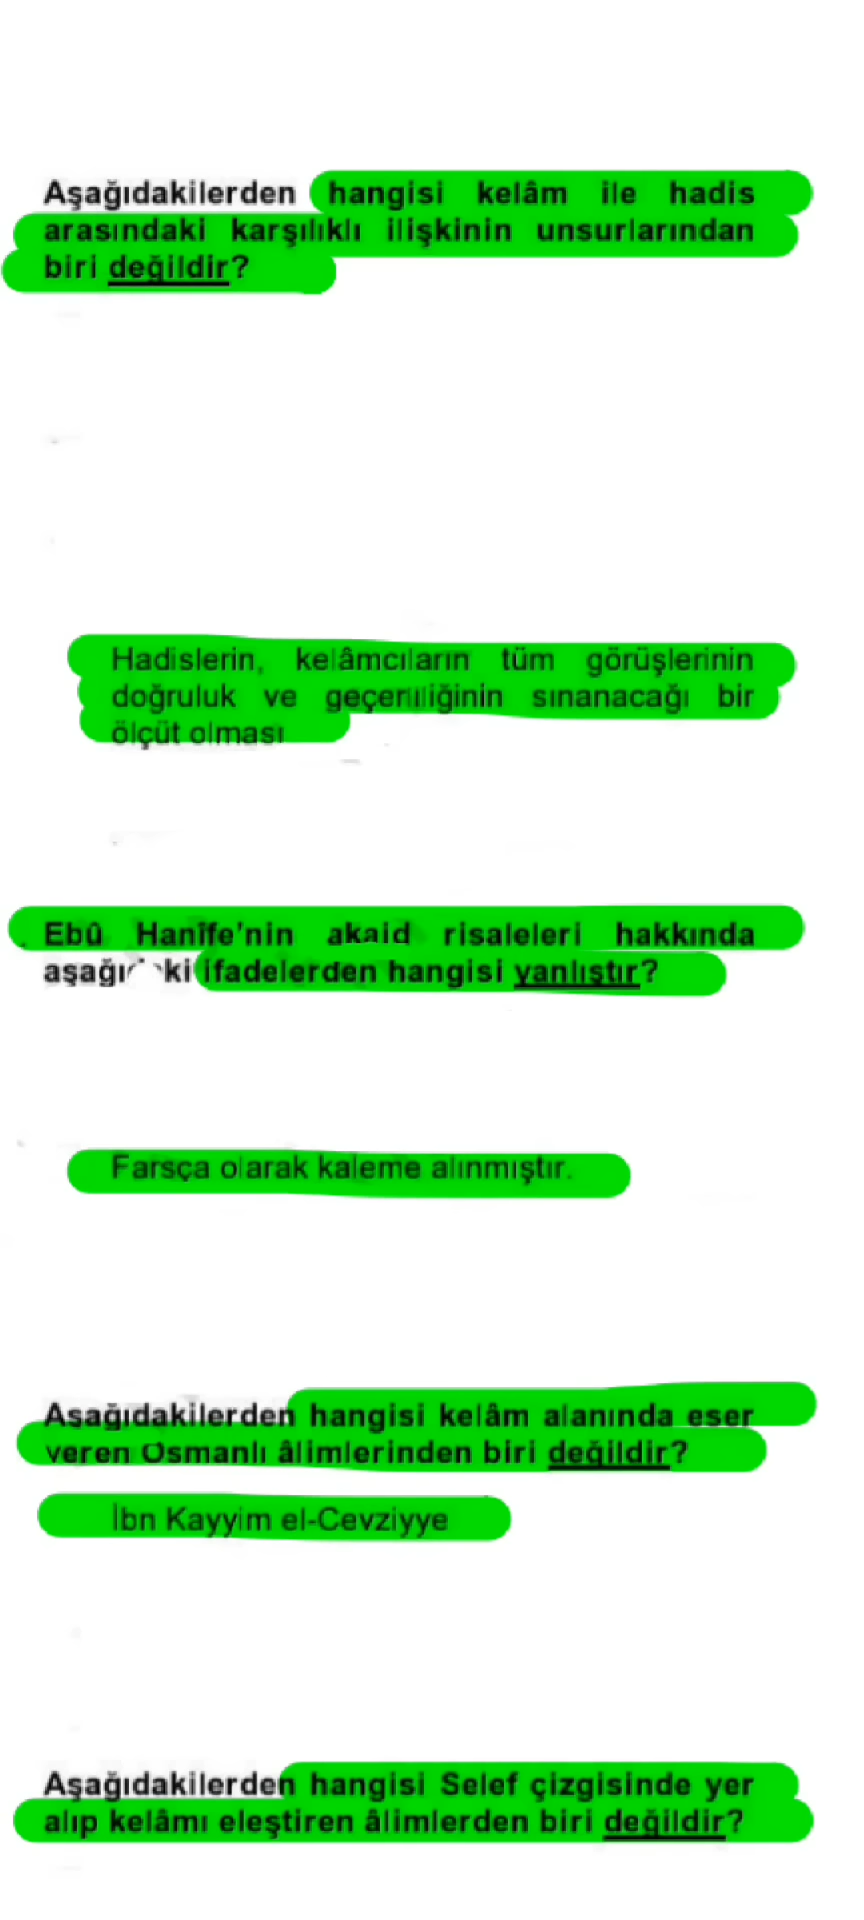 Aşağıdakilerden hangisi kelâm ile hadis
arasındaki karşılıklı ilişkinin unsurlarından
biri değildir?
Hadislerin, kelâmcıların tüm görüşlerinin
doğruluk ve geçerliliğinin sınanacağı bir
ölçüt olması
Ebû Hanîfe'nin akaid risaleleri hakkında
ifadelerden hangisi yanlıştır?
Farsça olarak kaleme alınmıştır.
Aşağıdakilerden hangisi kelâm alanında eser
veren Osmanlı âlimlerinden biri değildir?
İbn Kayyim el-Cevziyye
Aşağıdakilerden hangisi Selef çizgisinde yer
alıp kelâmı eleştiren âlimlerden biri değildir?